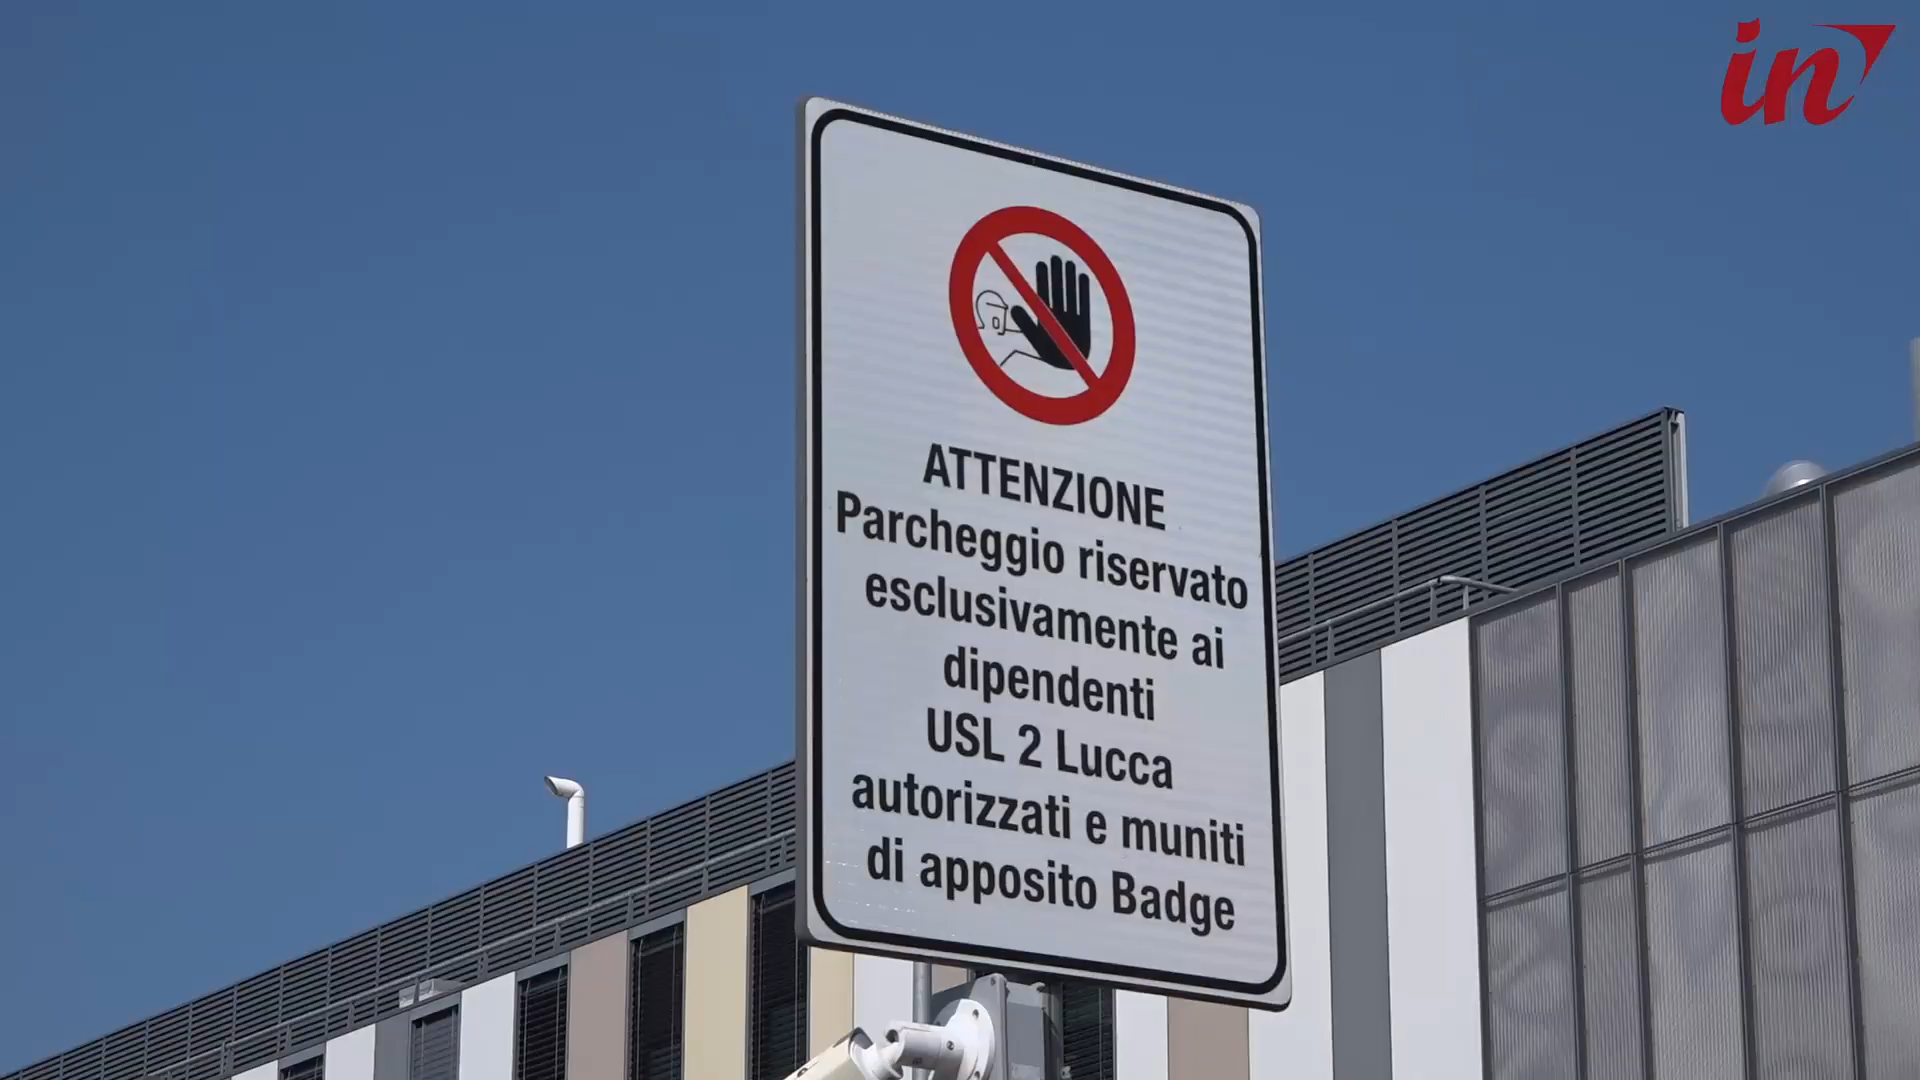 in
ATTENZIONE
Parcheggio riservato
esclusivamente ai
dipendenti
USL 2 Lucca
autorizzati e muniti
di apposito Badge